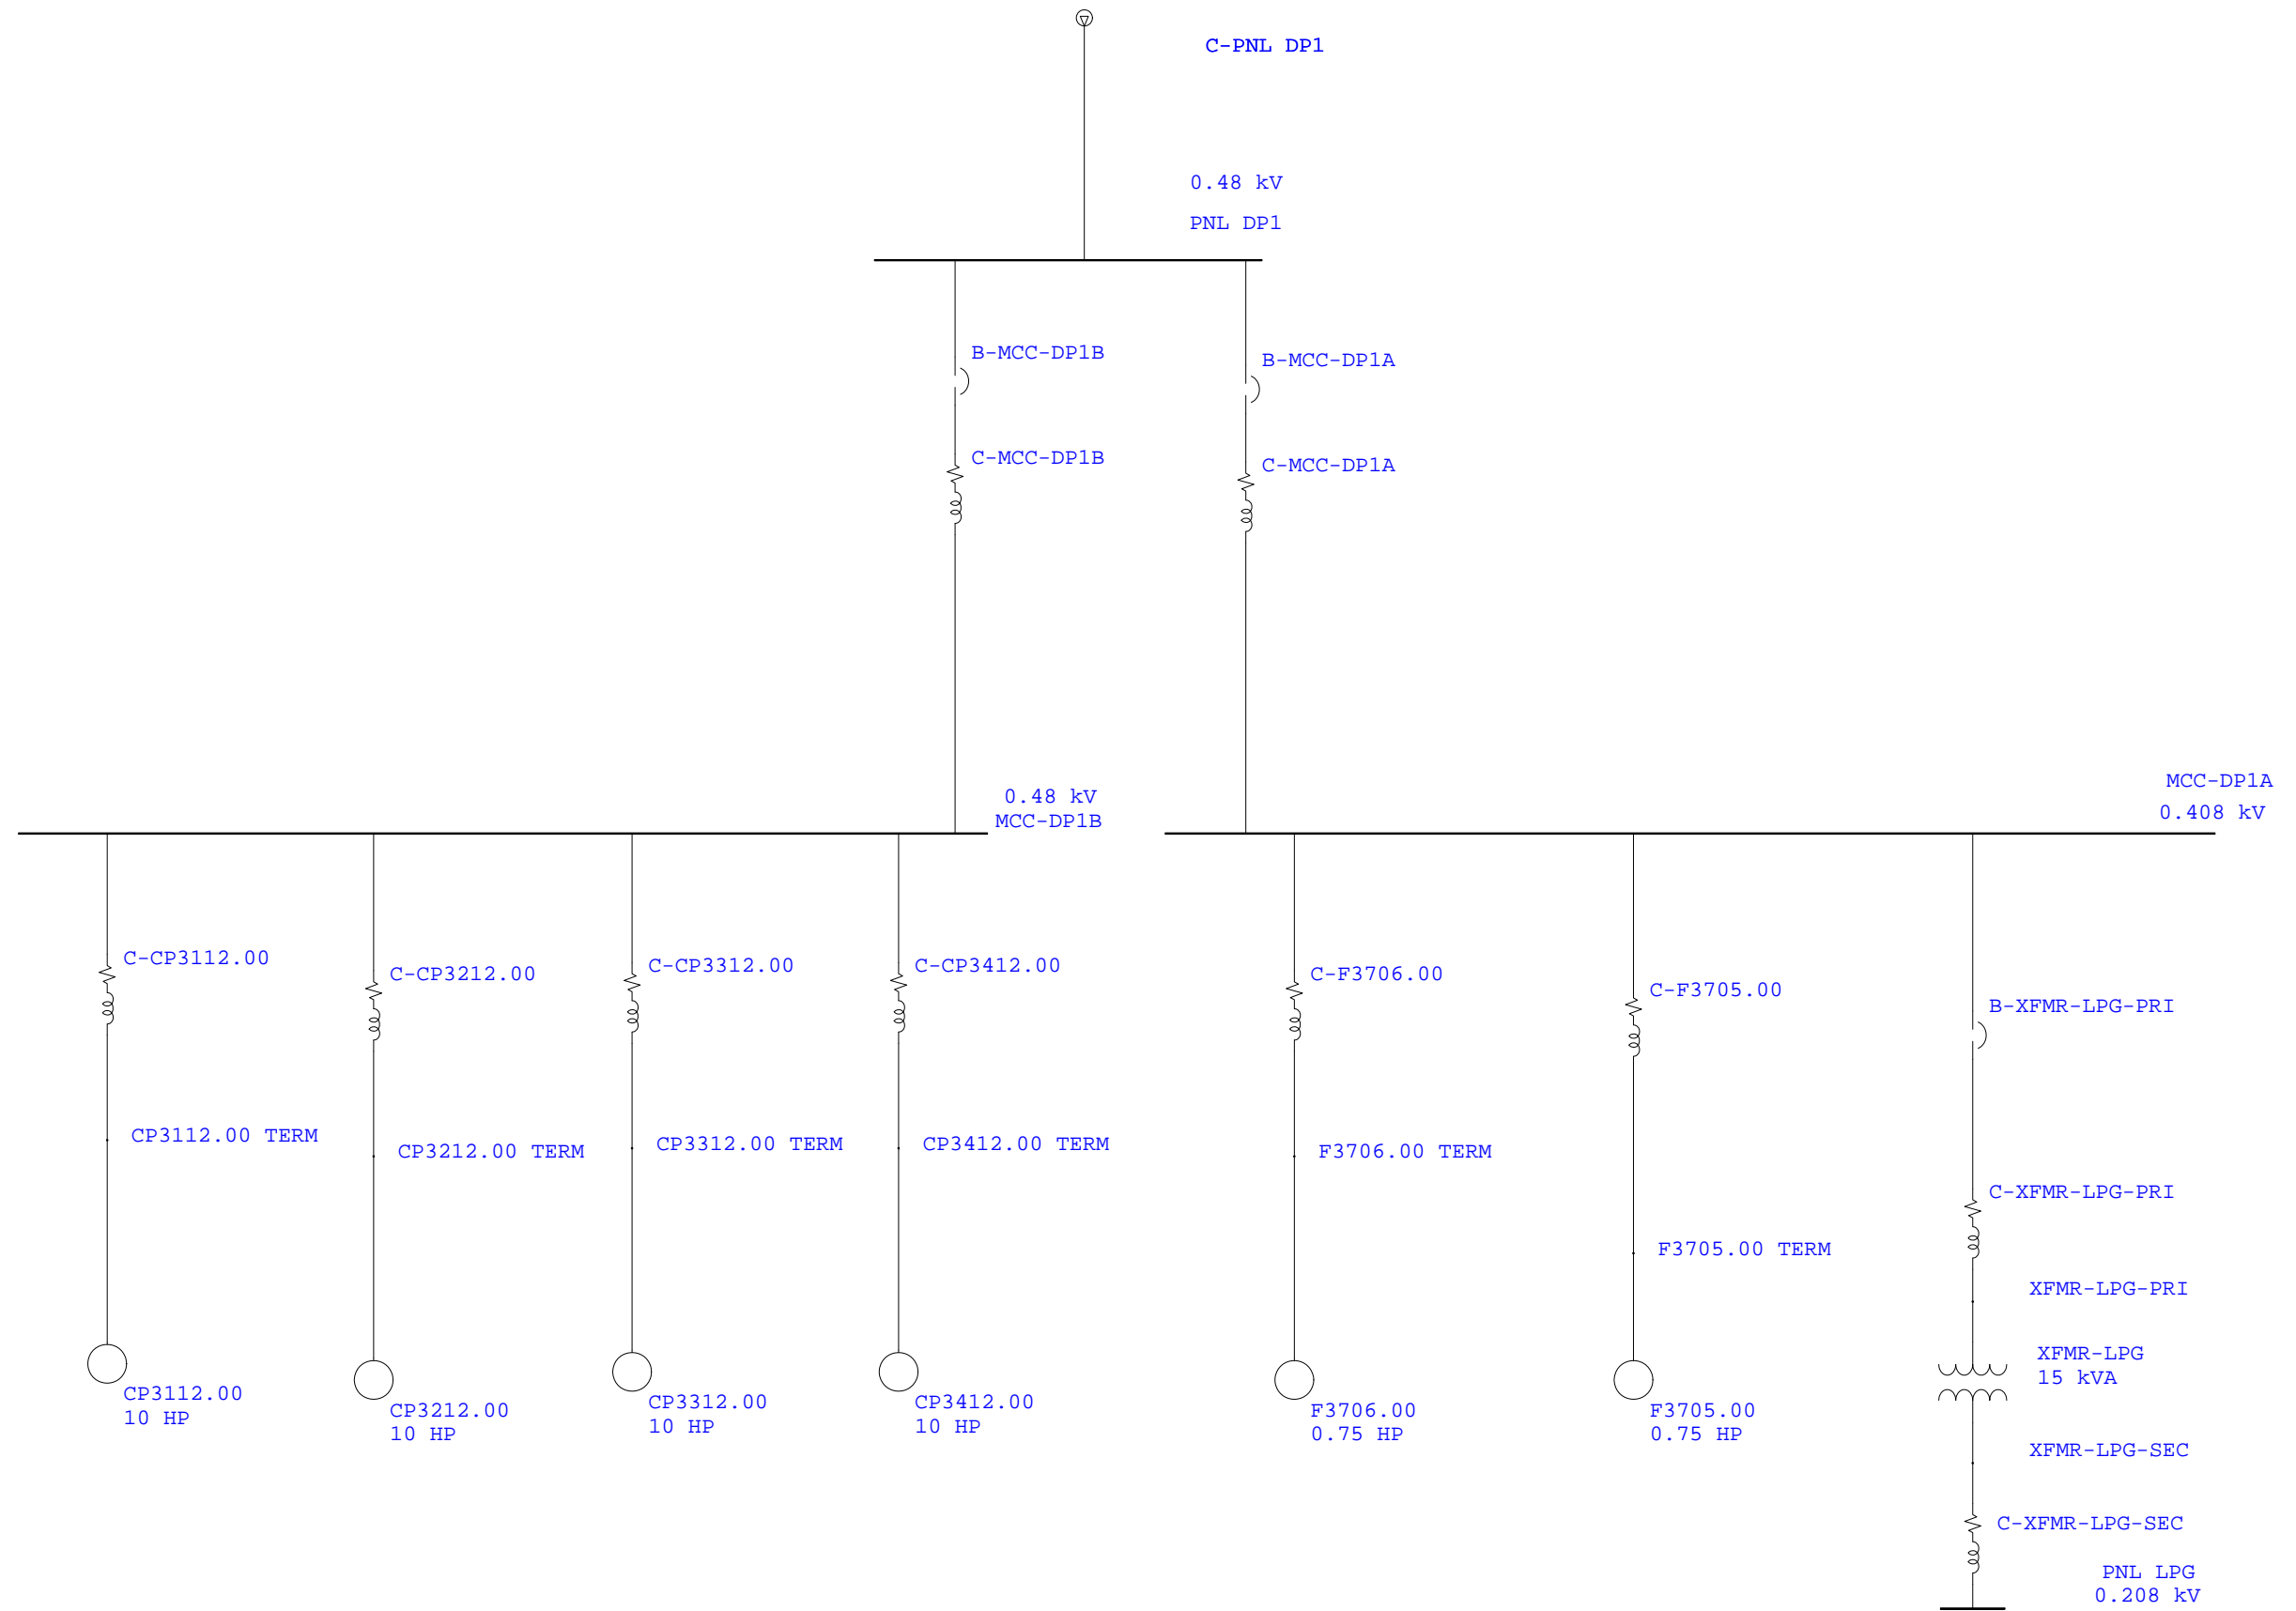 C-PNL DP1
0.48 kV
PNL DP1
B-MCC-DP1B
B-MCC-DP1A
C-MCC-DP1B
C-MCC-DP1A
0.48 kV
MCC-DP1B
MCC-DP1A
0.408 kV
C-CP3112.00
C-CP3212.00
C-CP3312.00
C-CP3412.00
C-F3706.00
C-F3705.00
B-XFMR-LPG-PRI
CP3112.00 TERM
CP3212.00 TERM
CP3312.00 TERM
CP3412.00 TERM
F3706.00 TERM
F3705.00 TERM
C-XFMR-LPG-PRI
XFMR-LPG-PRI
XFMR-LPG
15 kVA
CP3112.00
10 HP
CP3212.00
10 HP
CP3312.00
10 HP
CP3412.00
10 HP
F3706.00
0.75 HP
F3705.00
0.75 HP
XFMR-LPG-SEC
C-XFMR-LPG-SEC
PNL LPG
0.208 kV